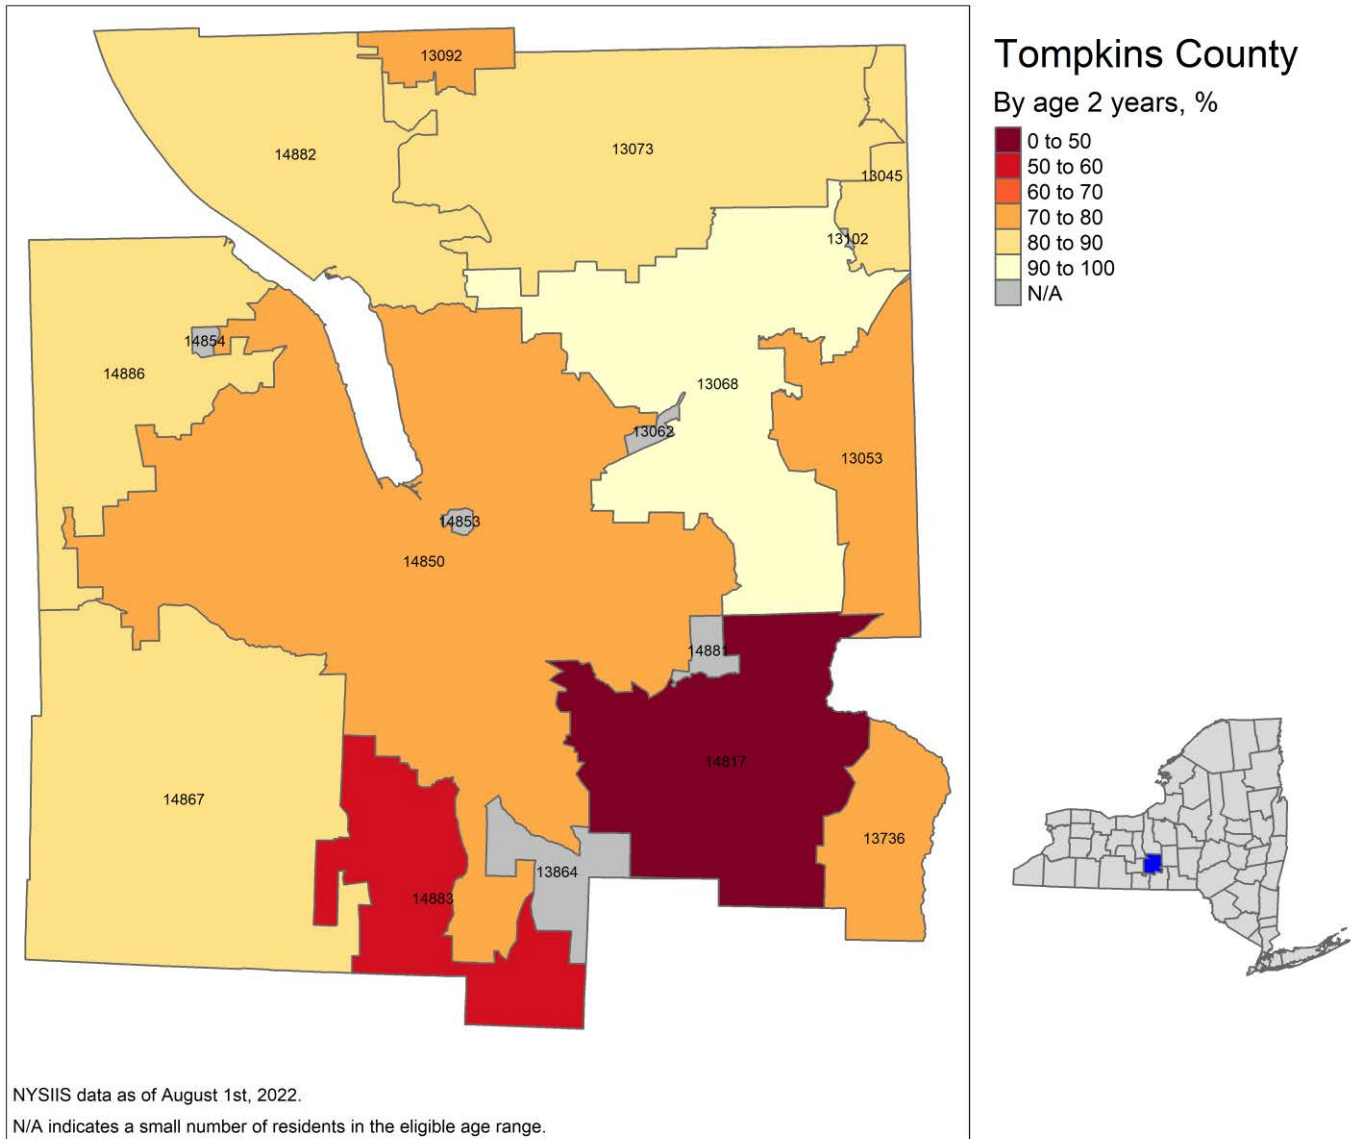 Tompkins County
By age 2 years, %
0 to 50
50 to 60
60 to 70
70 to 80
80 to 90
90 to 100
N/A
13092
14882
13073
13045
13102
14854
14886
13068
13062
13053
14853
14850
14881
14817
14867
13736
13864
14883
NYSIIS data as of August 1st, 2022.
N/A indicates a small number of residents in the eligible age range.